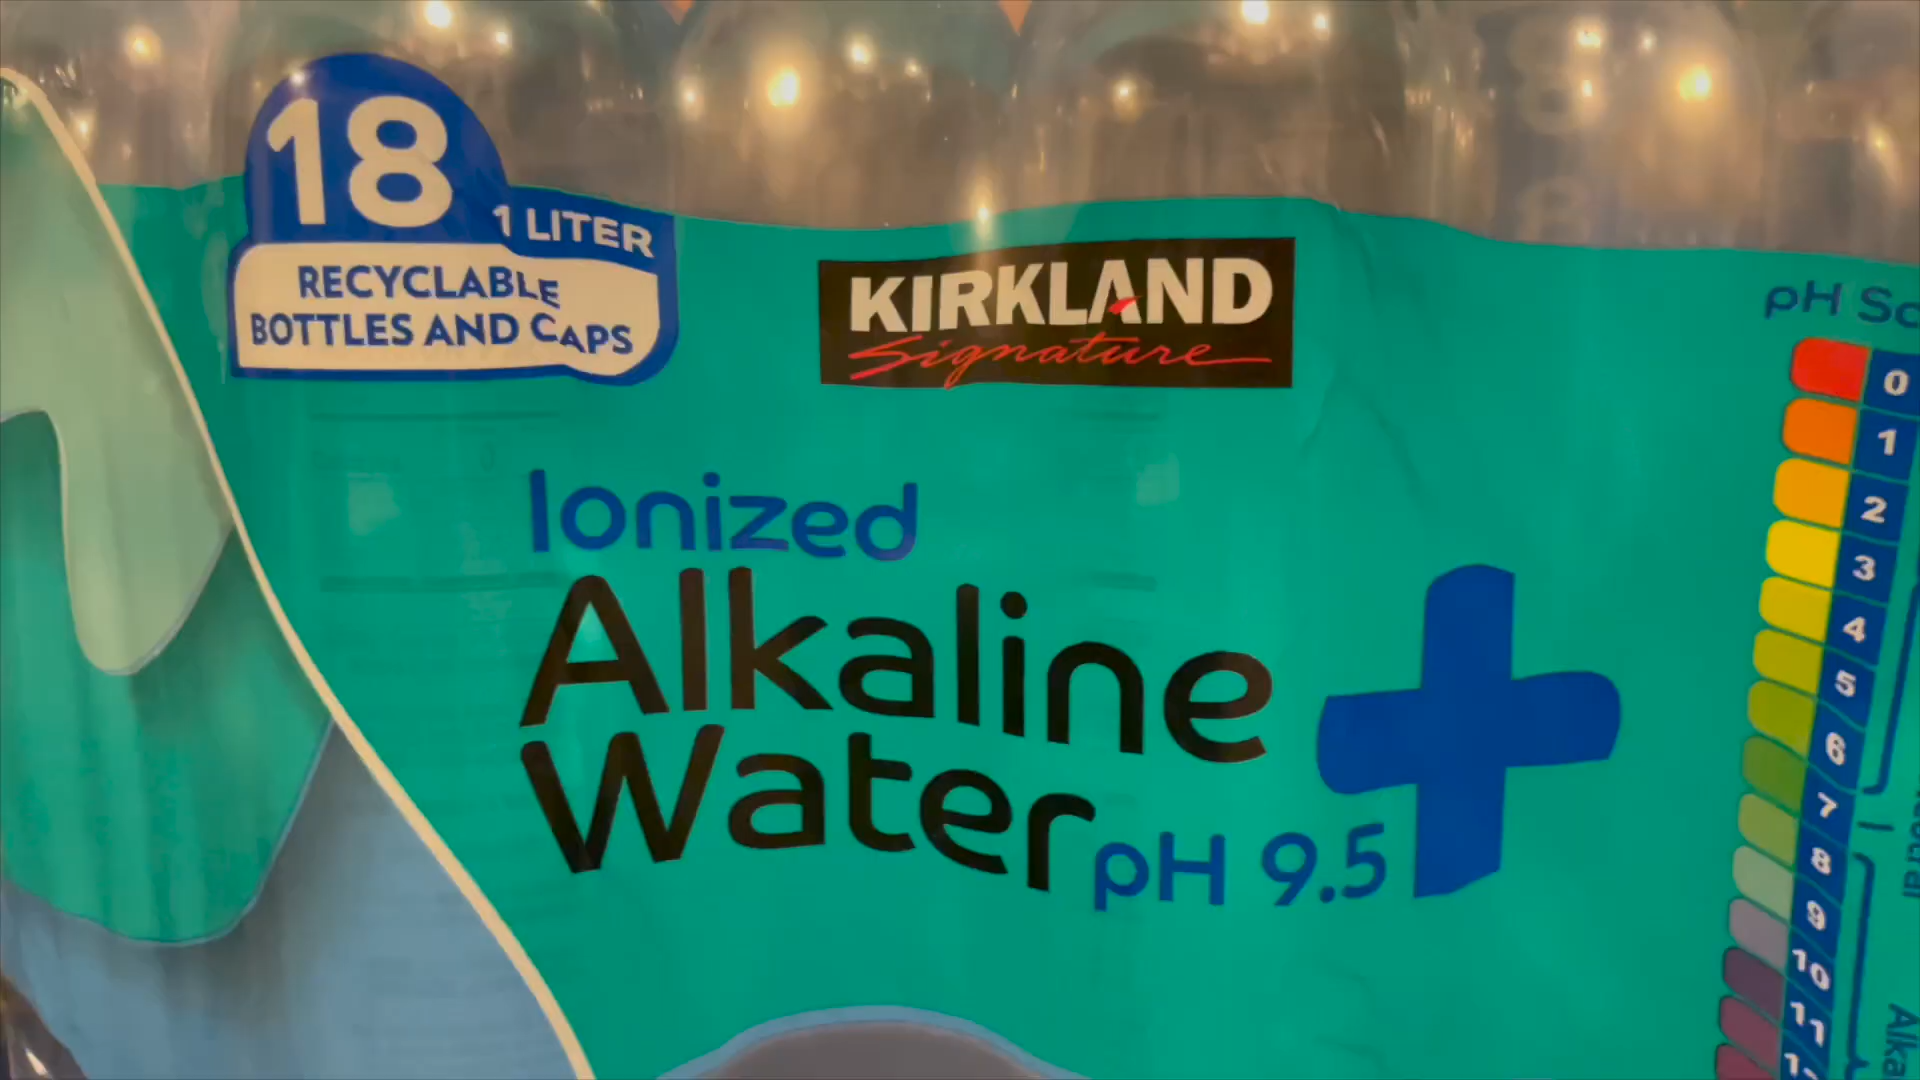 18
1 LITER
RECYCLABLE
BOTTLES AND CAPS
KIRKLAND
Signature
Ionized
Alkaline
Water
pH 9.5
+
pH
0
1
2
3
4
5
6
7
8
9
10
11